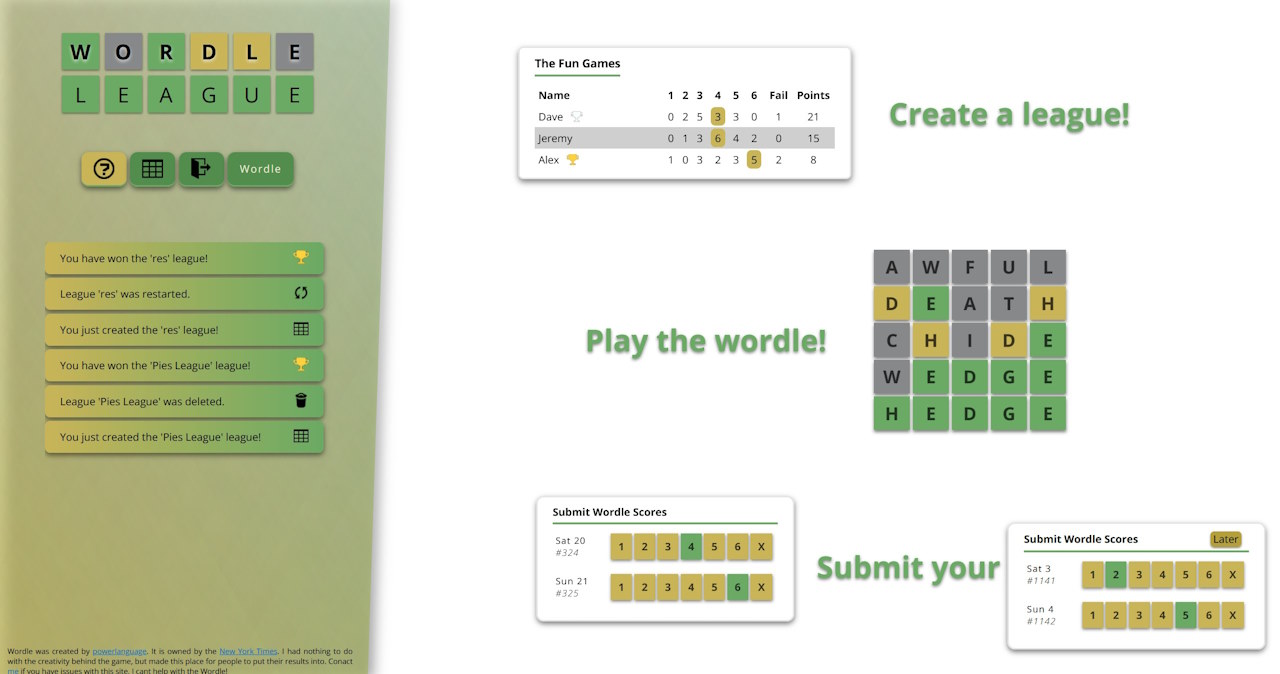 WORDLE
LEAGUE
Wordle
You have won the 'res' league!
League 'res' was restarted.
You just created the 'res' league!
You have won the 'Pies League' league!
League 'Pies League' was deleted.
You just created the 'Pies League' league!
Wordle was created by powerlanguage. It is owned by the New York Times. I had nothing to do
with the creativity behind the game, but made this place for people to put their results into. Conact
me if you have issues with this site. I cant help with the Wordle!
The Fun Games
Name 1 2 3 4 5 6 Fail Points
Dave 0 2 5 3 3 0 1 21
Jeremy 0 1 3 6 4 2 0 15
Alex 1 0 3 2 3 5 2 8
Create a league!
Play the wordle!
A W F U L
D E A T H
C H I D E
W E D G E
H E D G E
Submit Wordle Scores
Sat 20
#324
1 2 3 4 5 6 X
Sun 21
#325
1 2 3 4 5 6 X
Submit your
Submit Wordle Scores Later
Sat 3
#1141
1 2 3 4 5 6 X
Sun 4
#1142
1 2 3 4 5 6 X